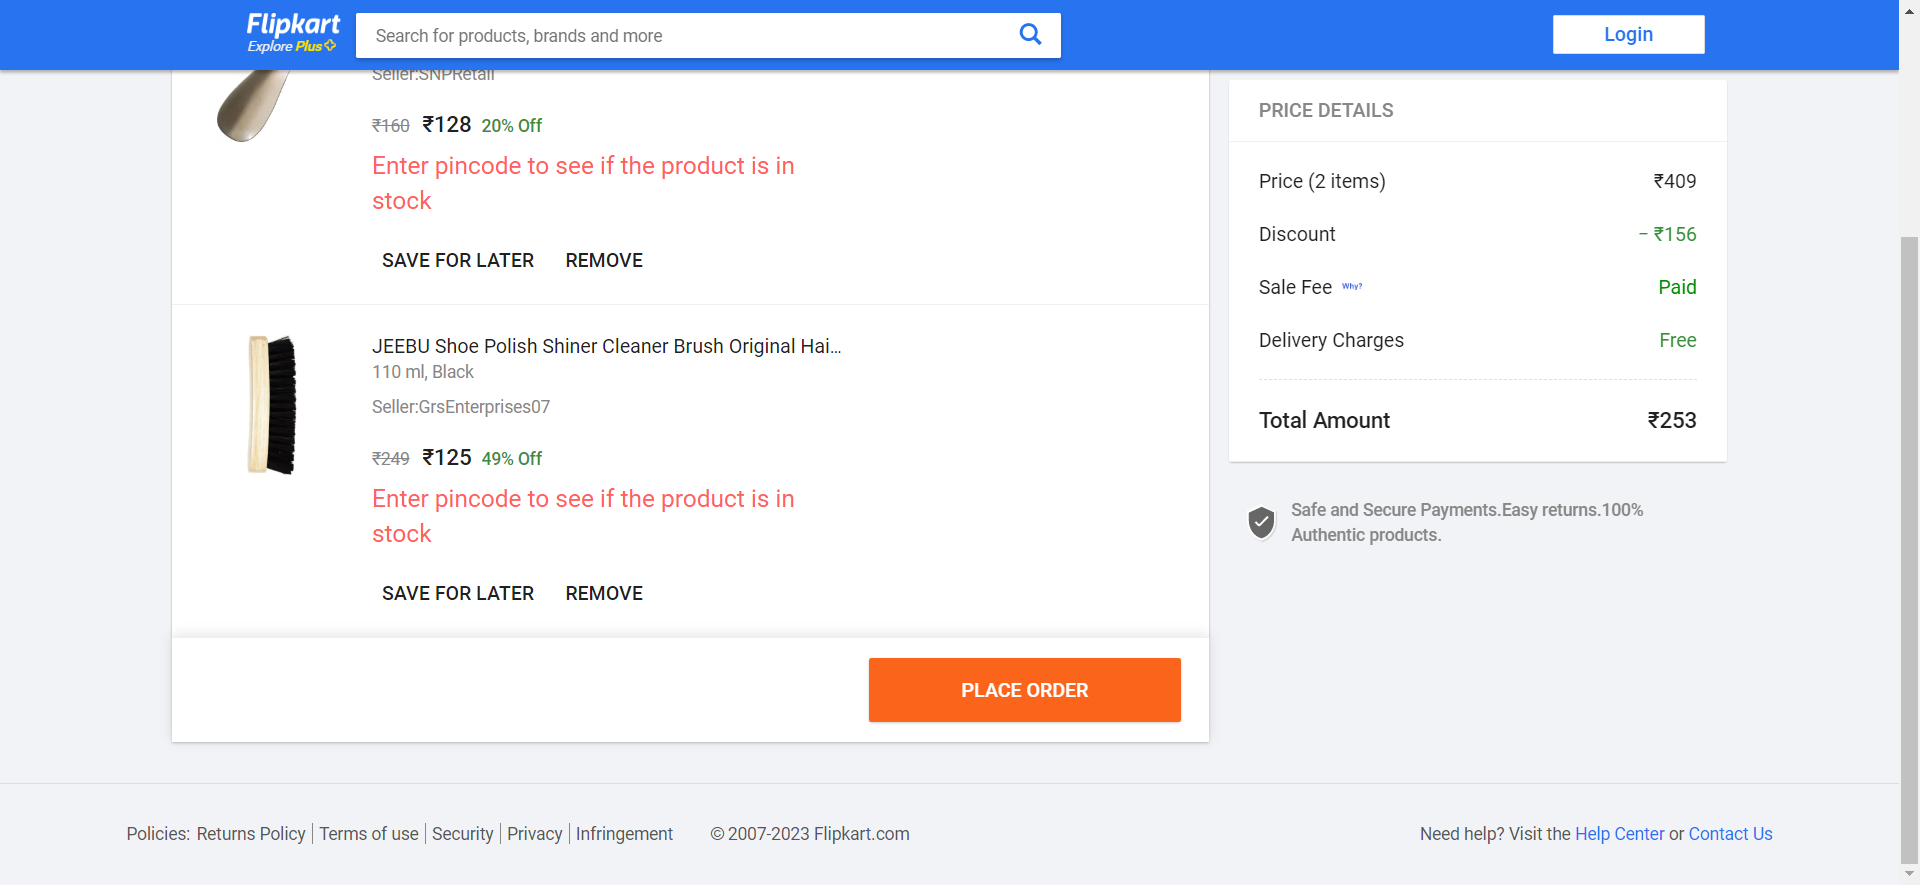 Flipkart
Explore Plus
Search for products, brands and more
Login
Seller:SNPRetail
₹160 ₹128 20% Off
Enter pincode to see if the product is in
stock
SAVE FOR LATER REMOVE
JEEBU Shoe Polish Shiner Cleaner Brush Original Hai...
110 ml, Black
Seller:GrsEnterprises07
₹249 ₹125 49% Off
Enter pincode to see if the product is in
stock
SAVE FOR LATER REMOVE
PLACE ORDER
PRICE DETAILS
Price (2 items) ₹409
Discount − ₹156
Sale Fee Why? Paid
Delivery Charges Free
Total Amount ₹253
Safe and Secure Payments.Easy returns.100%
Authentic products.
Policies: Returns Policy Terms of use Security Privacy Infringement © 2007-2023 Flipkart.com Need help? Visit the Help Center or Contact Us